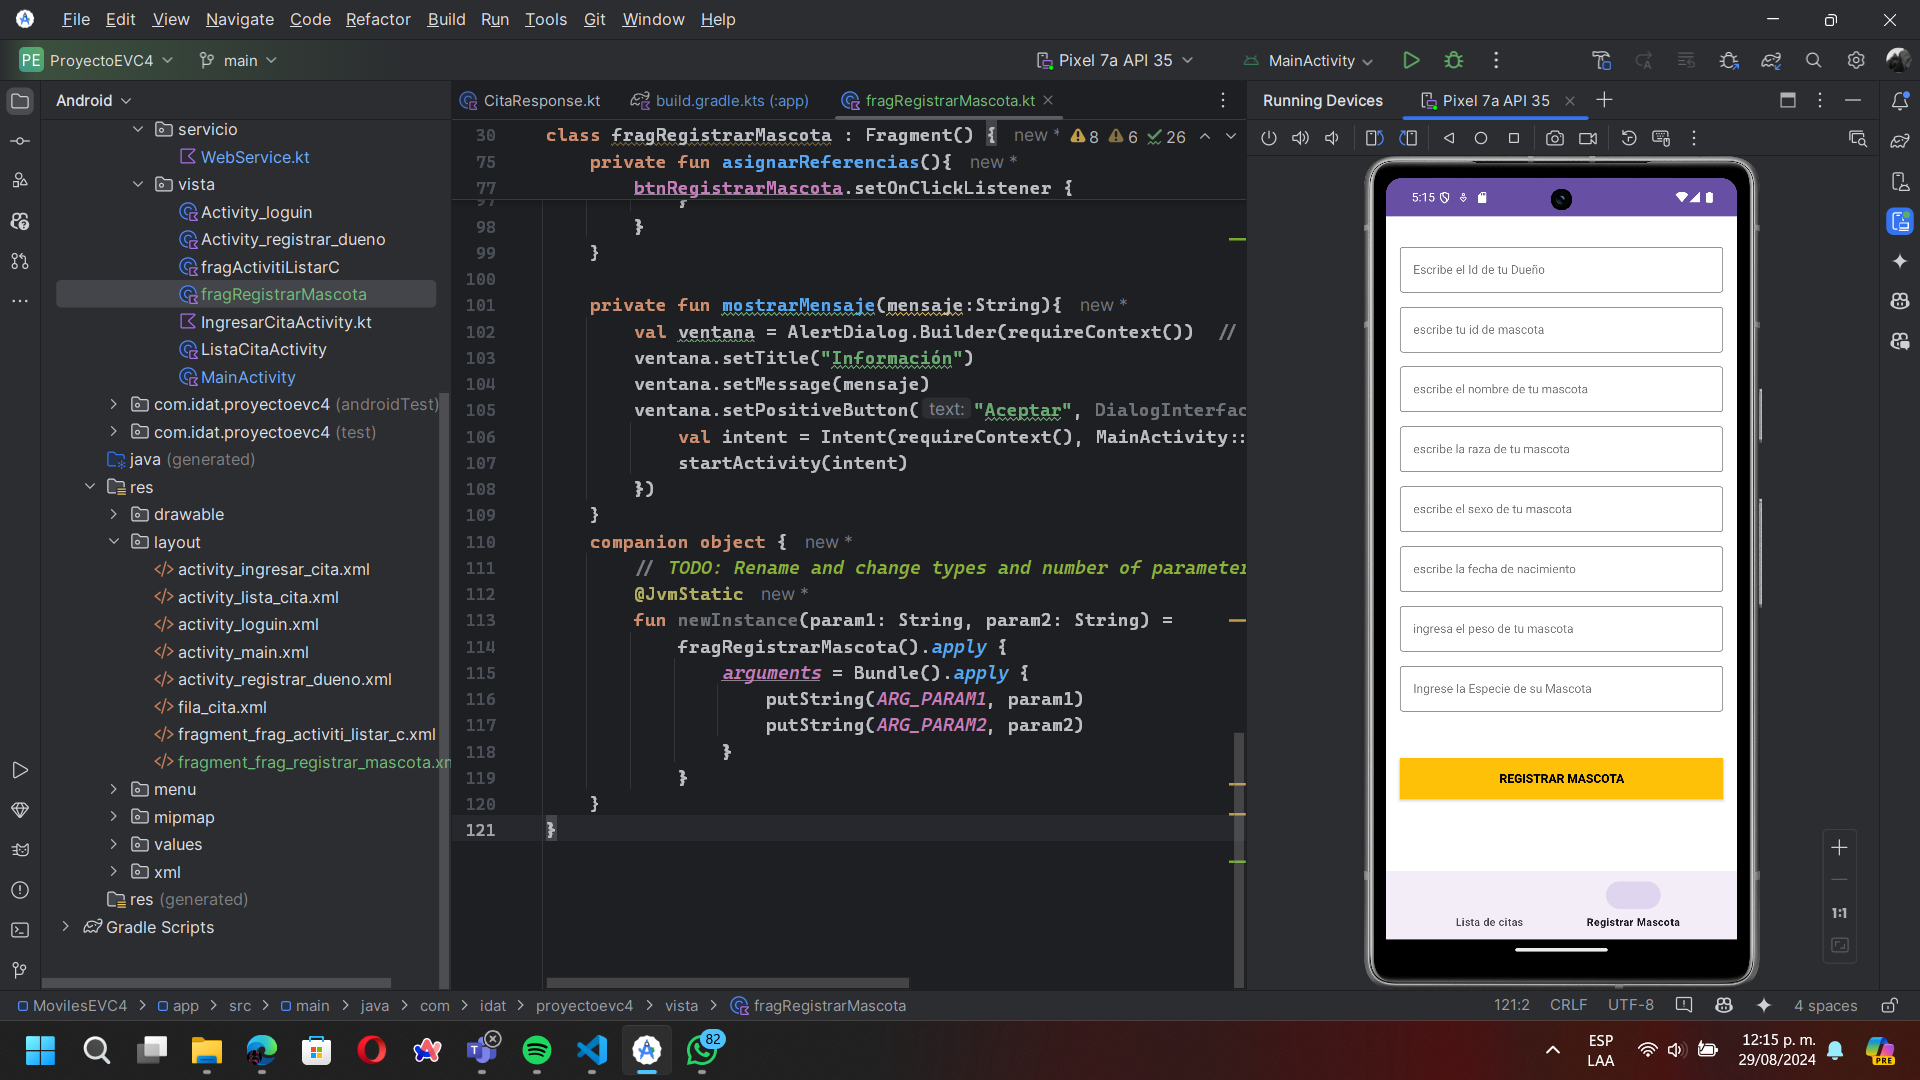 File Edit View Navigate Code Refactor Build Run Tools Git Window Help
PE ProyectoEVC4 main Pixel 7a API 35 MainActivity
Android
servicio
WebService.kt
vista
Activity_loguin
Activity_registrar_dueno
fragActivitiListarC
fragRegistrarMascota
IngresarCitaActivity.kt
ListaCitaActivity
MainActivity
com.idat.proyectoevc4 (androidTest)
com.idat.proyectoevc4 (test)
java (generated)
res
drawable
layout
activity_ingresar_cita.xml
activity_lista_cita.xml
activity_loguin.xml
activity_main.xml
activity_registrar_dueno.xml
fila_cita.xml
fragment_frag_activiti_listar_c.xml
fragment_frag_registrar_mascota.xm
menu
mipmap
values
xml
res (generated)
Gradle Scripts
CitaResponse.kt build.gradle.kts (:app) fragRegistrarMascota.kt
30 class fragRegistrarMascota : Fragment() { new * 8 6 26
75 private fun asignarReferencias(){ new *
77 btnRegistrarMascota.setOnClickListener {
97 }
98 }
99 }
100
101 private fun mostrarMensaje(mensaje:String){ new *
102 val ventana = AlertDialog.Builder(requireContext()) //
103 ventana.setTitle("Información")
104 ventana.setMessage(mensaje)
105 ventana.setPositiveButton( text: "Aceptar", DialogInterfac
106 val intent = Intent(requireContext(), MainActivity::
107 startActivity(intent)
108 })
109 }
110 companion object { new *
111 // TODO: Rename and change types and number of parameter
112 @JvmStatic new *
113 fun newInstance(param1: String, param2: String) =
114 fragRegistrarMascota().apply {
115 arguments = Bundle().apply {
116 putString(ARG_PARAM1, param1)
117 putString(ARG_PARAM2, param2)
118 }
119 }
120 }
121 }
Running Devices Pixel 7a API 35
5:15
Escribe el Id de tu Dueño
escribe tu id de mascota
escribe el nombre de tu mascota
escribe la raza de tu mascota
escribe el sexo de tu mascota
escribe la fecha de nacimiento
ingresa el peso de tu mascota
Ingrese la Especie de su Mascota
REGISTRAR MASCOTA
Lista de citas Registrar Mascota
1:1
MovilesEVC4 app src main java com idat proyectoevc4 vista fragRegistrarMascota 121:2 CRLF UTF-8 4 spaces
82
ESP
LAA
12:15 p. m.
29/08/2024
PRE